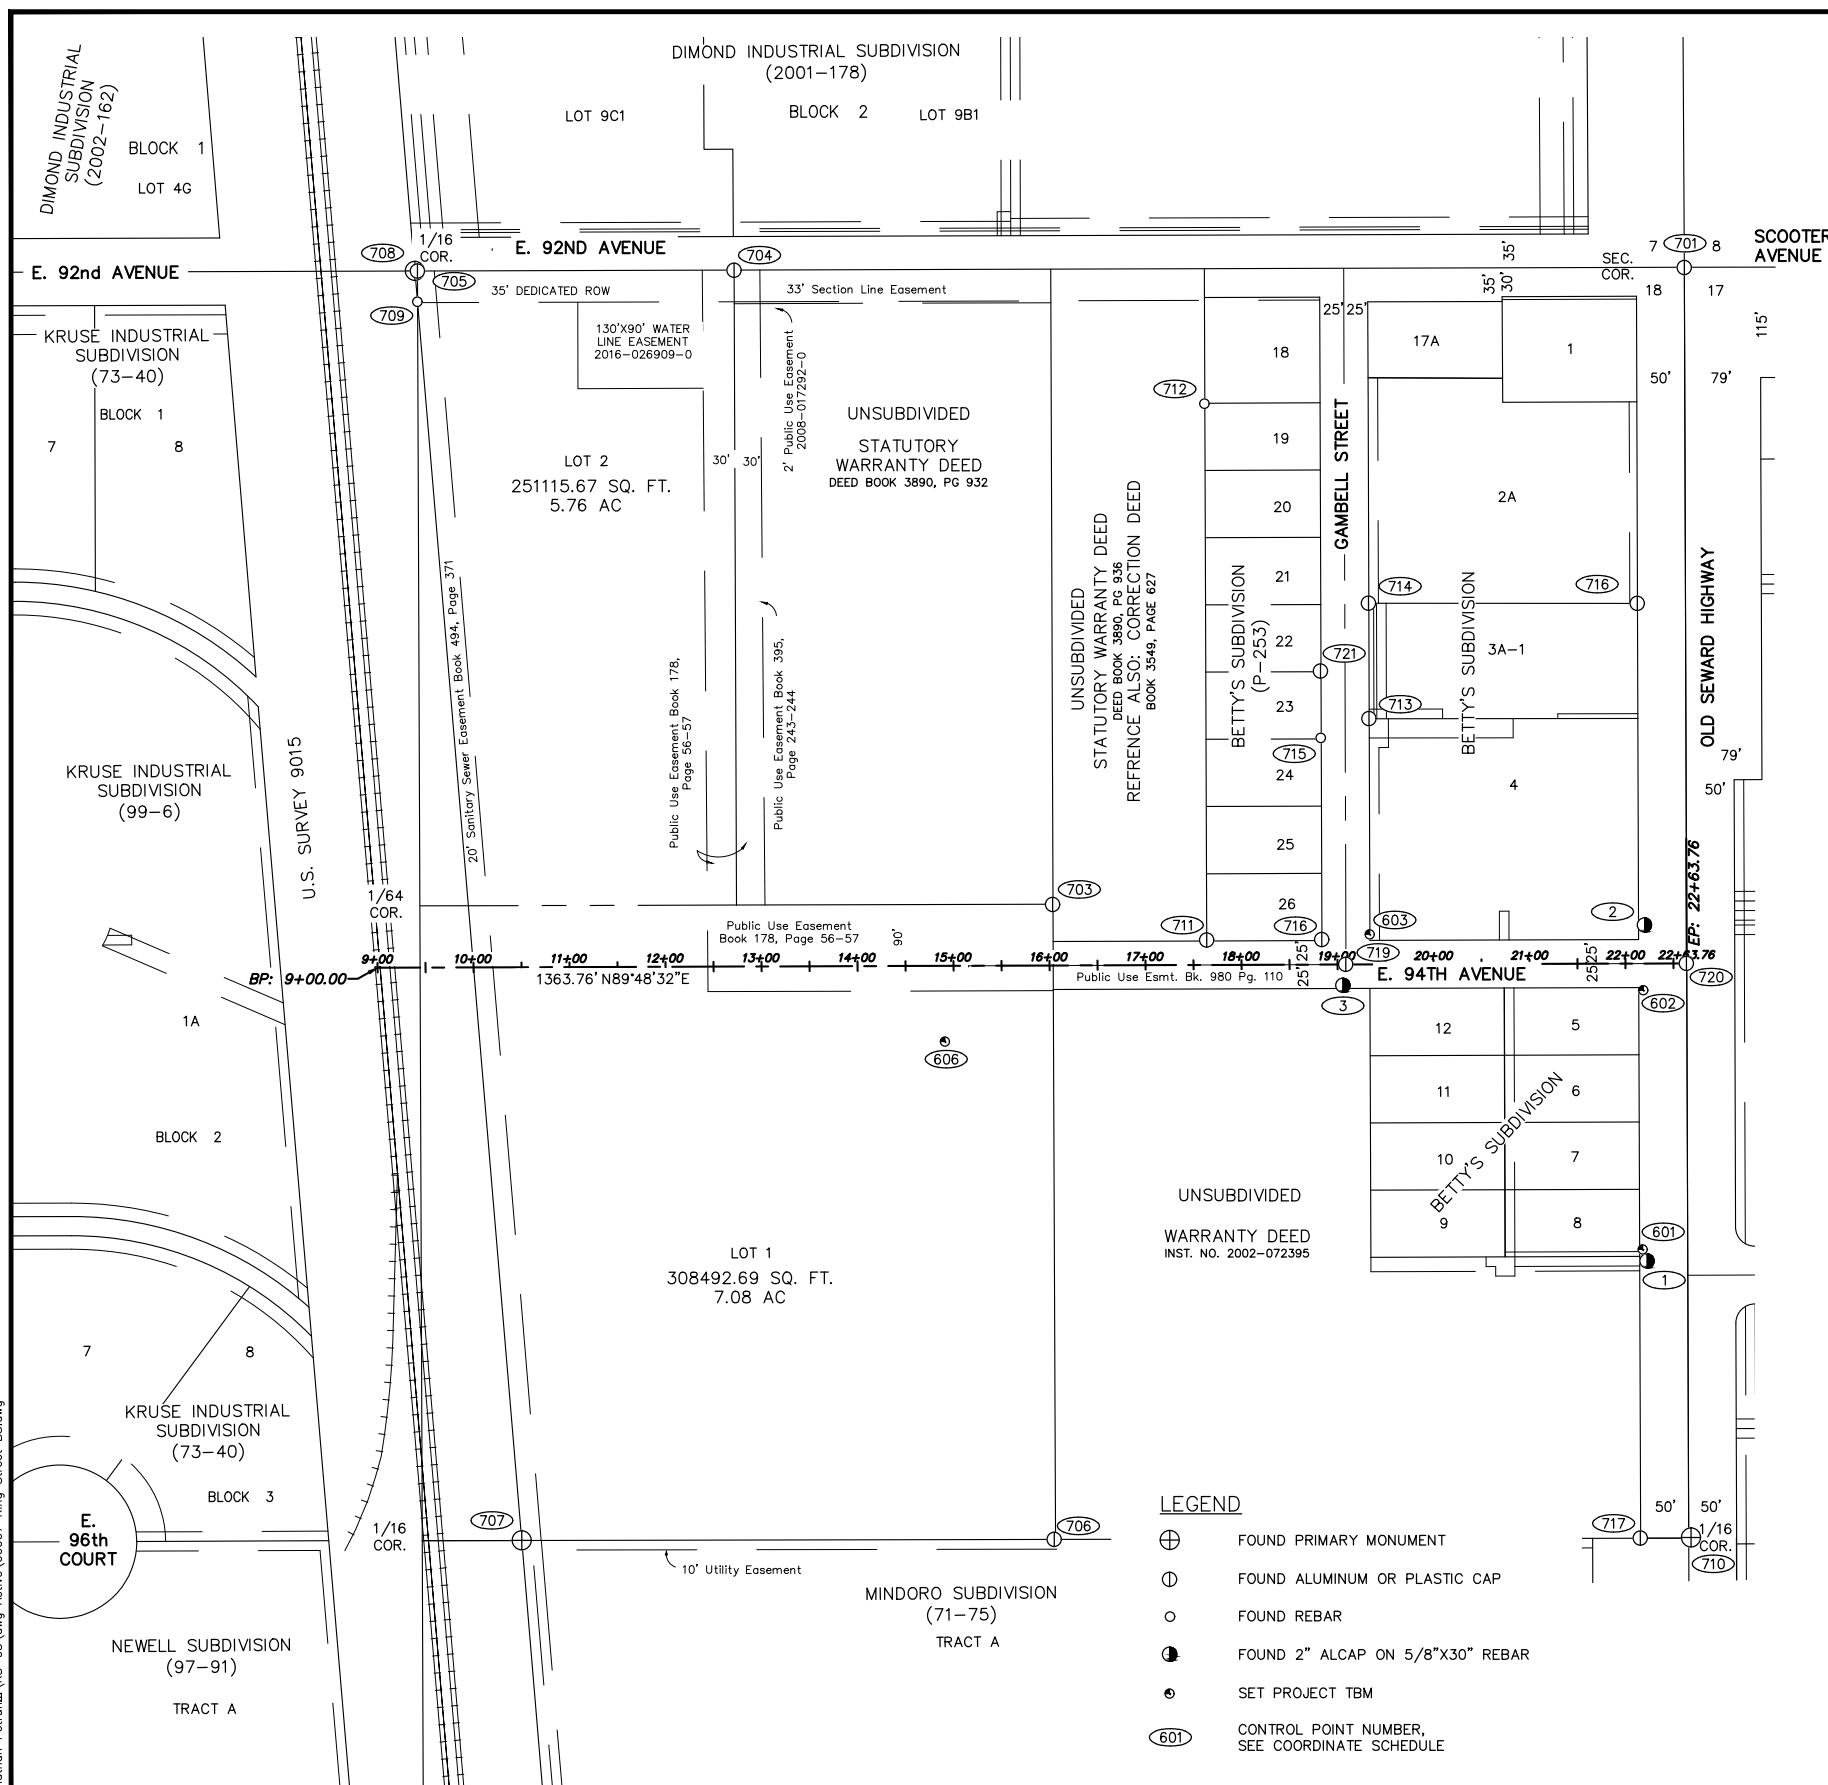 DIMOND INDUSTRIAL
SUBDIVISION
(2002-162)
BLOCK 1
LOT 4G
DIMOND INDUSTRIAL SUBDIVISION
(2001-178)
LOT 9C1
BLOCK 2
LOT 9B1
708
1/16
COR.
E. 92ND AVENUE
704
35'
SEC.
COR.
7
701
8
SCOOTER
AVENUE
E. 92nd AVENUE
705
709
35' DEDICATED ROW
33' Section Line Easement
35'
30'
18
17
115'
KRUSE INDUSTRIAL
SUBDIVISION
(73-40)
BLOCK 1
7
8
130'X90' WATER
LINE EASEMENT
2016-026909-0
2' Public Use Easement
2008-017292-0
25'
25'
18
17A
1
50'
79'
712
UNSUBDIVIDED
STATUTORY
WARRANTY DEED
DEED BOOK 3890, PG 932
LOT 2
251115.67 SQ. FT.
5.76 AC
30'
30'
19
20
21
22
23
24
25
26
GAMBELL STREET
2A
714
716
3A-1
721
713
715
4
BETTY'S SUBDIVISION
(P-253)
BETTY'S SUBDIVISION
OLD SEWARD HIGHWAY
79'
50'
UNSUBDIVIDED
STATUTORY WARRANTY DEED
DEED BOOK 3890, PG 936
REFRENCE ALSO: CORRECTION DEED
BOOK 3549, PAGE 627
20' Sanitary Sewer Easement Book 494, Page 371
Public Use Easement Book 178,
Page 56-57
Public Use Easement Book 395,
Page 243-244
KRUSE INDUSTRIAL
SUBDIVISION
(99-6)
U.S. SURVEY 9015
1/64
COR.
703
Public Use Easement
Book 178, Page 56-57
90'
711
716
603
2
719
EP: 22+63.76
BP: 9+00.00
9+00
10+00
11+00
12+00
13+00
14+00
15+00
16+00
17+00
18+00
19+00
20+00
21+00
22+00
22+63.76
1363.76' N89°48'32"E
Public Use Esmt. Bk. 980 Pg. 110
25'
25'
E. 94TH AVENUE
25'
25'
720
3
602
606
1A
BLOCK 2
12
5
11
6
10
7
9
8
BETTY'S SUBDIVISION
UNSUBDIVIDED
WARRANTY DEED
INST. NO. 2002-072395
601
1
LOT 1
308492.69 SQ. FT.
7.08 AC
7
8
KRUSE INDUSTRIAL
SUBDIVISION
(73-40)
BLOCK 3
E.
96th
COURT
1/16
COR.
707
706
10' Utility Easement
MINDORO SUBDIVISION
(71-75)
TRACT A
NEWELL SUBDIVISION
(97-91)
TRACT A
50'
50'
717
1/16
COR.
710
LEGEND
FOUND PRIMARY MONUMENT
FOUND ALUMINUM OR PLASTIC CAP
FOUND REBAR
FOUND 2" ALCAP ON 5/8"X30" REBAR
SET PROJECT TBM
601
CONTROL POINT NUMBER,
SEE COORDINATE SCHEDULE